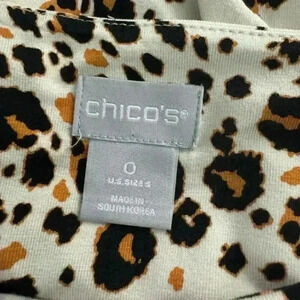 chico's®
0
U.S. SIZE S
MADE IN
SOUTH KOREA